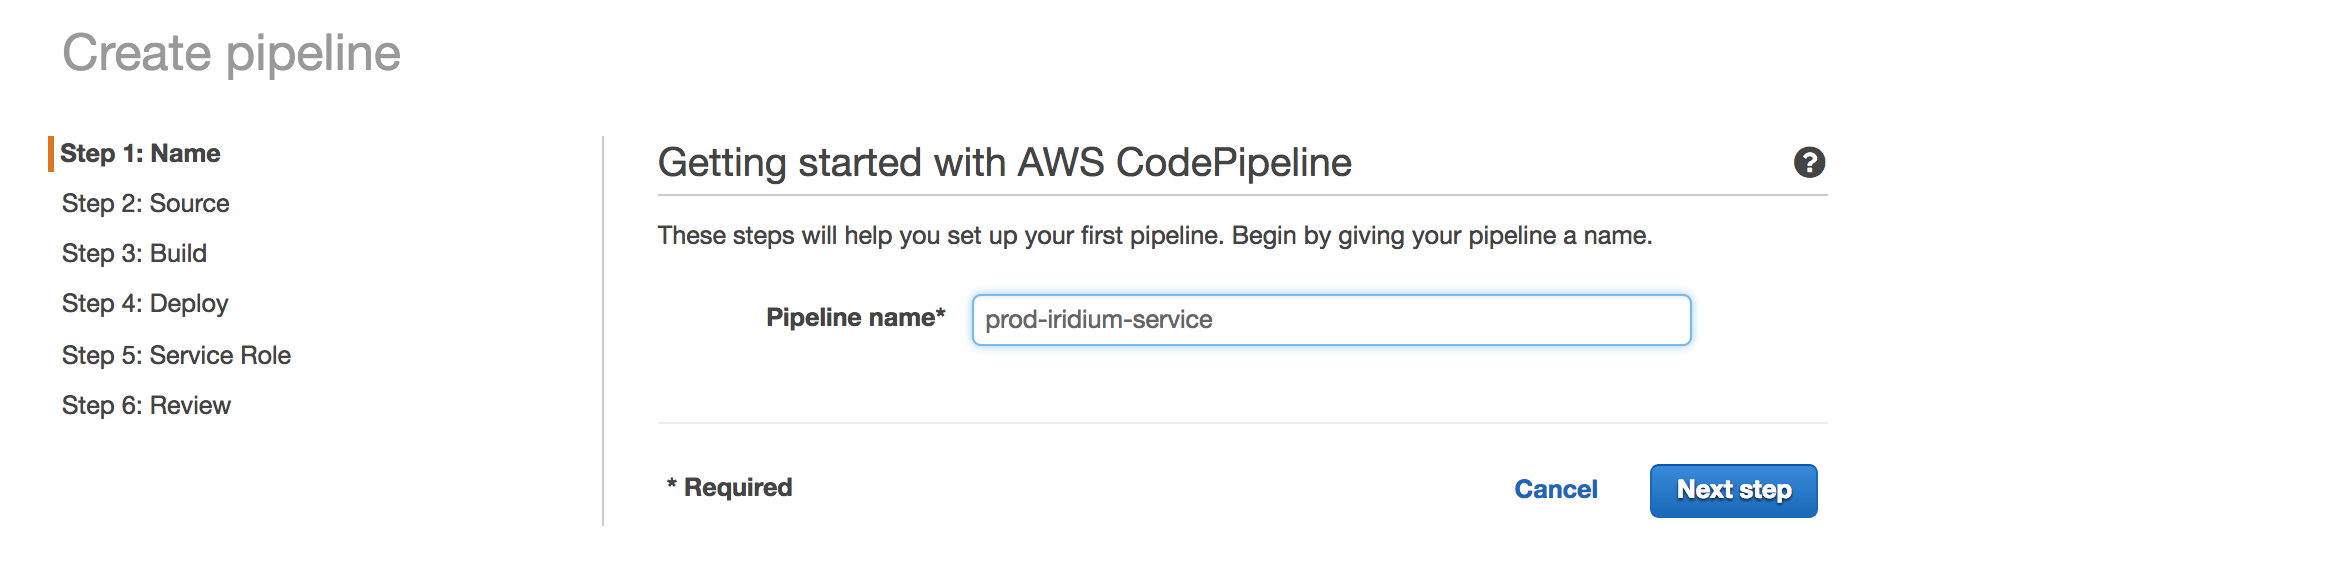 Create pipeline
Step 1: Name
Step 2: Source
Step 3: Build
Step 4: Deploy
Step 5: Service Role
Step 6: Review
Getting started with AWS CodePipeline
?
These steps will help you set up your first pipeline. Begin by giving your pipeline a name.
Pipeline name* prod-iridium-service
* Required
Cancel Next step